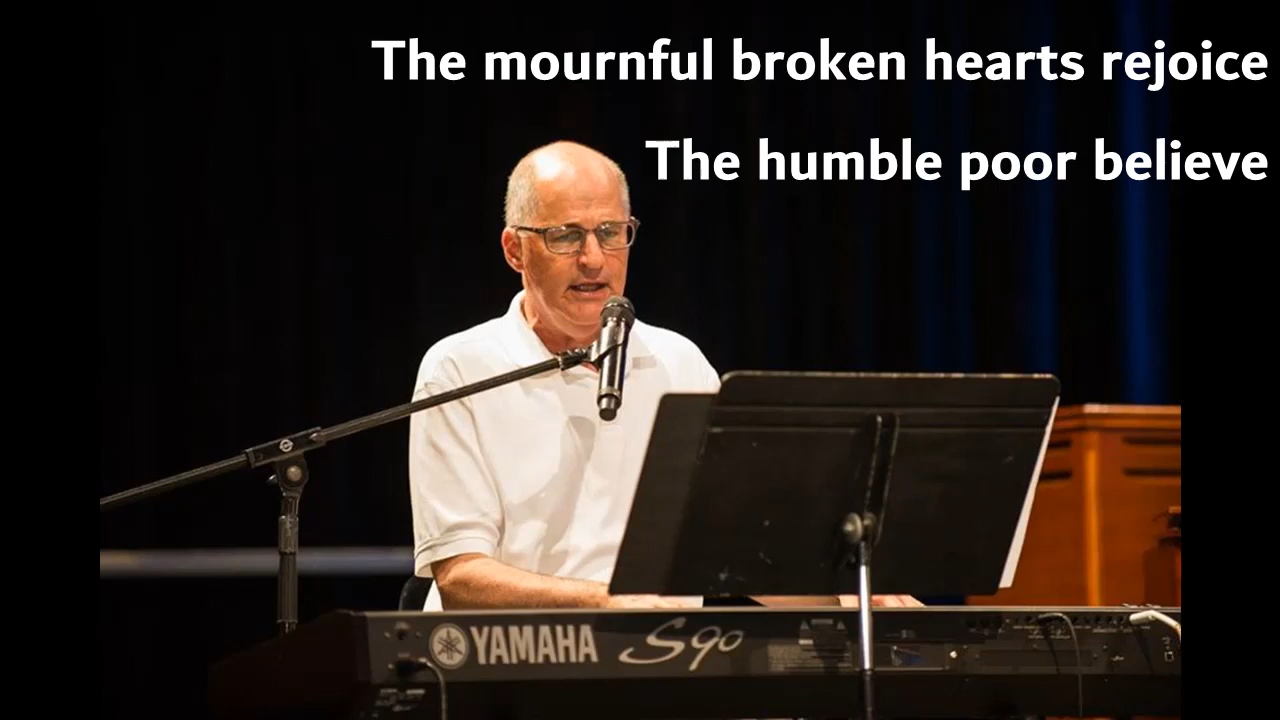 The mournful broken hearts rejoice
The humble poor believe
YAMAHA S90